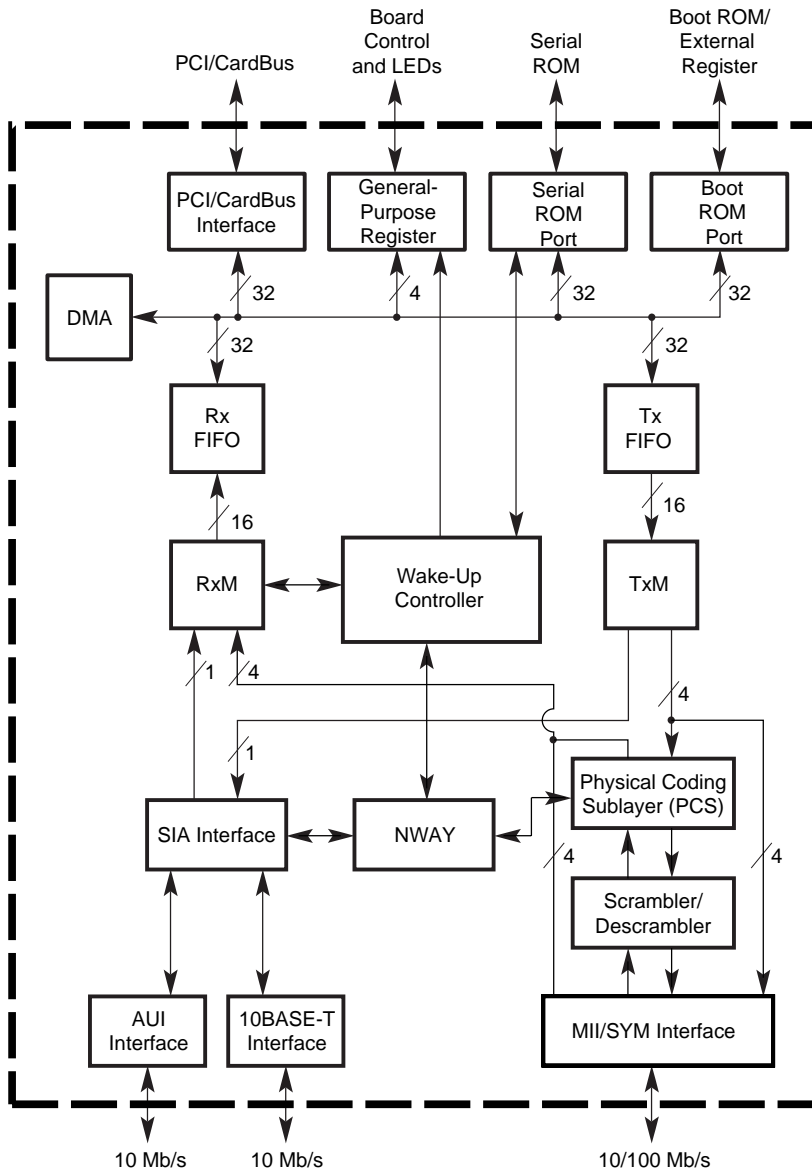 PCI/CardBus
Board
Control
and LEDs
Serial
ROM
Boot ROM/
External
Register
PCI/CardBus
Interface
General-
Purpose
Register
Serial
ROM
Port
Boot
ROM
Port
32
4
32
32
DMA
32
32
Rx
FIFO
Tx
FIFO
16
16
RxM
Wake-Up
Controller
TxM
1
4
4
1
SIA Interface
NWAY
Physical Coding
Sublayer (PCS)
4
4
Scrambler/
Descrambler
AUI
Interface
10BASE-T
Interface
MII/SYM Interface
10 Mb/s
10 Mb/s
10/100 Mb/s